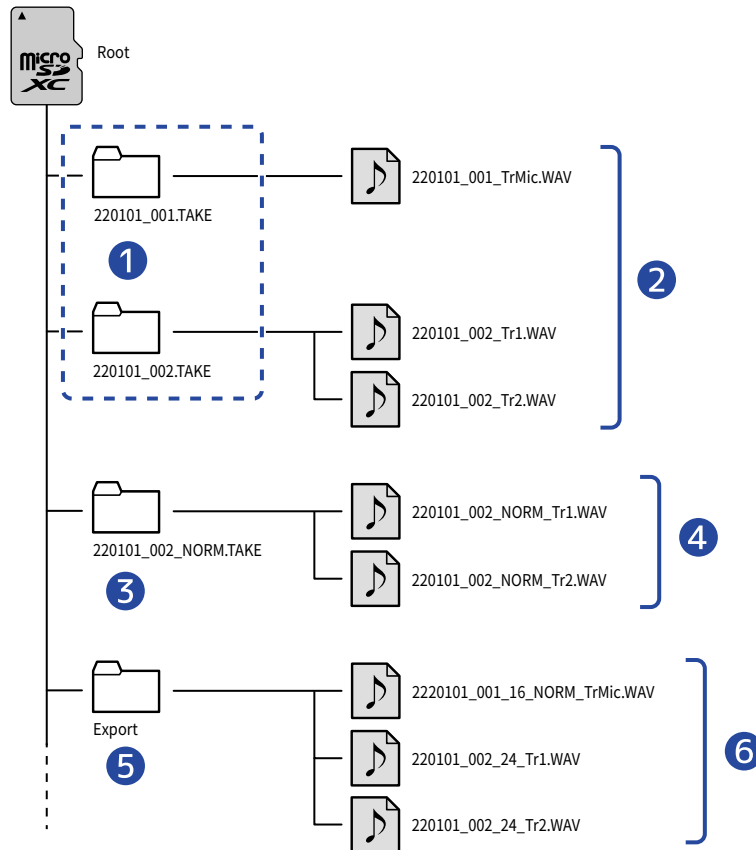 micro
SD
XC
Root
220101_001.TAKE
220101_001_TrMic.WAV
1
2
220101_002.TAKE
220101_002_Tr1.WAV
220101_002_Tr2.WAV
220101_002_NORM.TAKE
220101_002_NORM_Tr1.WAV
220101_002_NORM_Tr2.WAV
3
4
Export
2220101_001_16_NORM_TrMic.WAV
220101_002_24_Tr1.WAV
220101_002_24_Tr2.WAV
5
6